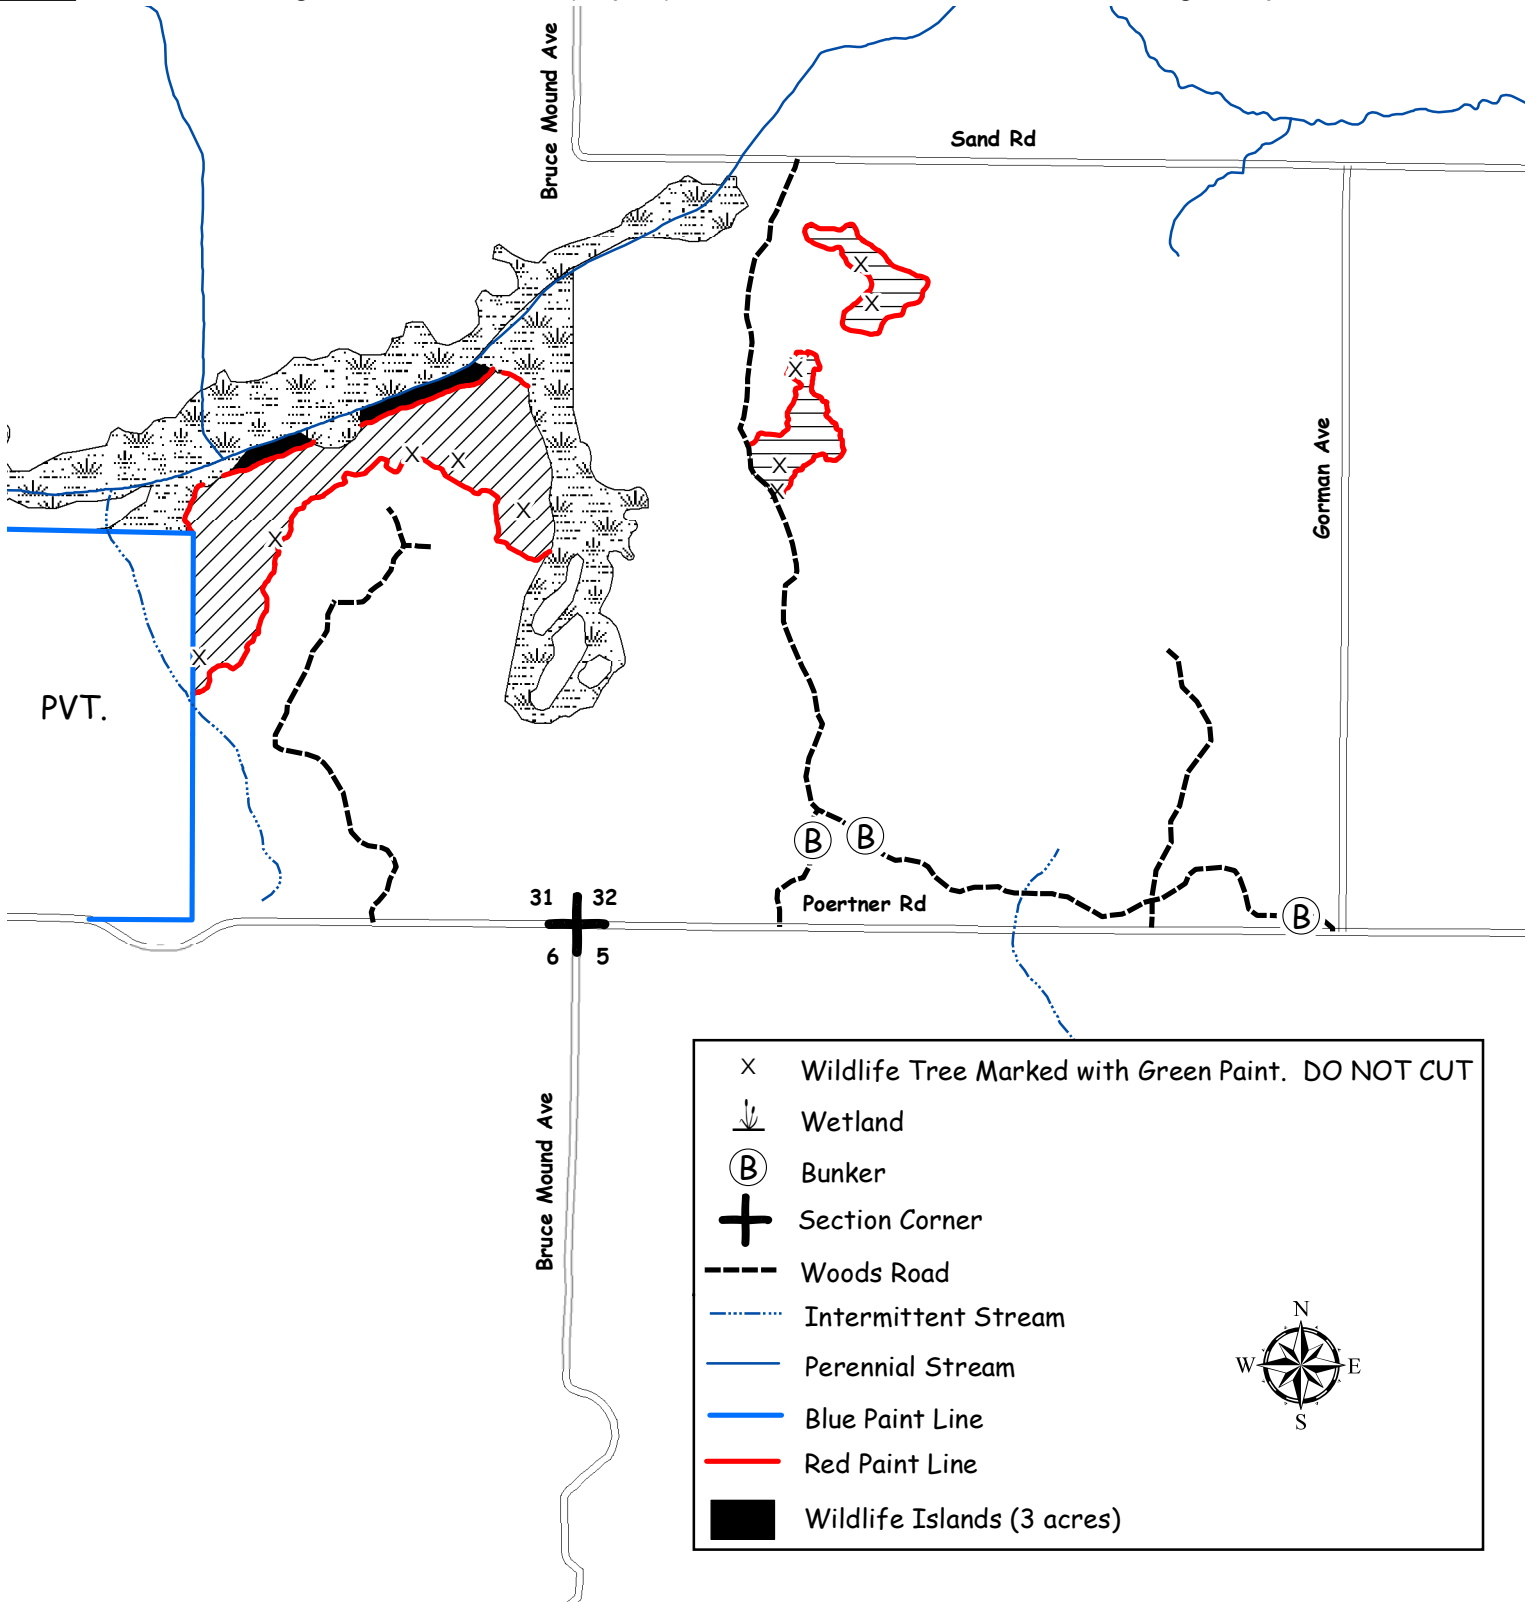 Bruce Mound Ave
Sand Rd
Gorman Ave
X
X
X
X
X
X
X
X
X
X
PVT.
B
B
31 32
Poertner Rd
B
6 5
X Wildlife Tree Marked with Green Paint. DO NOT CUT
Wetland
B Bunker
Section Corner
Woods Road
Intermittent Stream
Perennial Stream
Blue Paint Line
Red Paint Line
Wildlife Islands (3 acres)
Bruce Mound Ave
N
W E
S